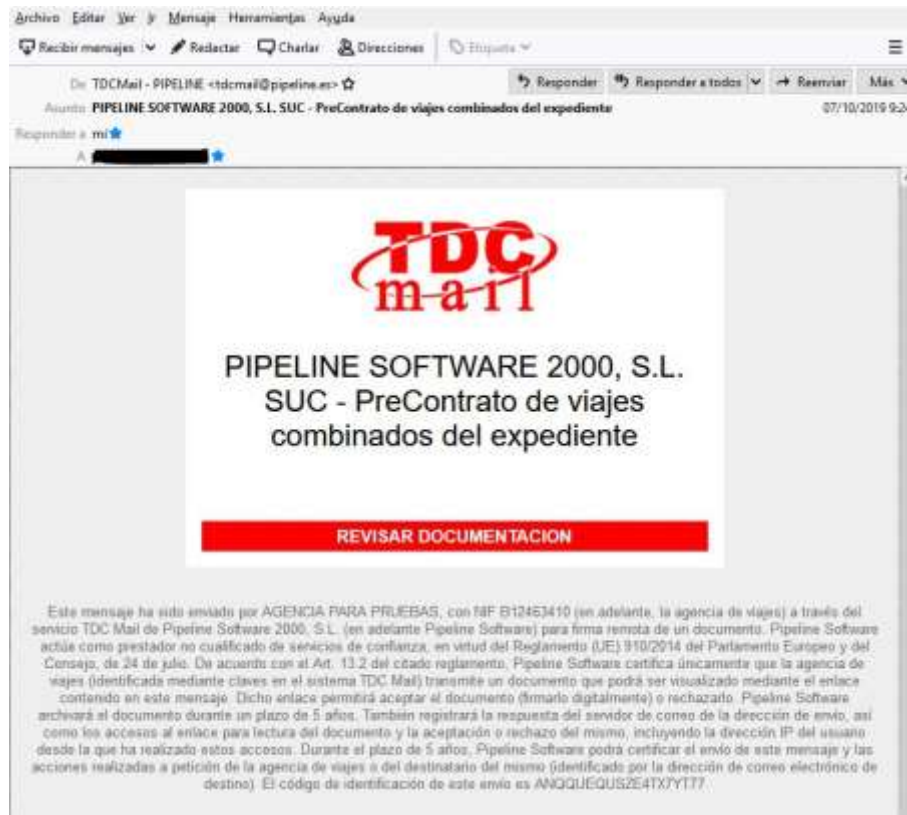 Archivo Editar Ver Ir Mensaje Herramientas Ayuda
Recibir mensajes Redactar Charlar Direcciones Etiqueta
De TDCMail - PIPELINE <tdcmail@pipeline.es> Responder Responder a todos Reenviar Más
Asunto PIPELINE SOFTWARE 2000, S.L. SUC - PreContrato de viajes combinados del expediente 07/10/2019 9:2
Responder a mí
A
TDC
mail
PIPELINE SOFTWARE 2000, S.L.
SUC - PreContrato de viajes
combinados del expediente
REVISAR DOCUMENTACION
Este mensaje ha sido enviado por AGENCIA PARA PRUEBAS, con NIF B12463410 (en adelante, la agencia de viajes) a través del
servicio TDC Mail de Pipeline Software 2000, S.L. (en adelante Pipeline Software) para firma remota de un documento. Pipeline Software
actúa como prestador no cualificado de servicios de confianza, en virtud del Reglamento (UE) 910/2014 del Parlamento Europeo y del
Consejo, de 24 de julio. De acuerdo con el Art. 13.2 del citado reglamento, Pipeline Software certifica únicamente que la agencia de
viajes (identificada mediante claves en el sistema TDC Mail) transmite un documento que podrá ser visualizado mediante el enlace
contenido en este mensaje. Dicho enlace permitirá aceptar el documento (firmarlo digitalmente) o rechazarlo. Pipeline Software
archivará el documento durante un plazo de 5 años. También registrará la respuesta del servidor de correo de la dirección de envío, así
como los accesos al enlace para lectura del documento y la aceptación o rechazo del mismo, incluyendo la dirección IP del usuario
desde la que ha realizado estos accesos. Durante el plazo de 5 años, Pipeline Software podrá certificar el envío de este mensaje y las
acciones realizadas a petición de la agencia de viajes o del destinatario del mismo (identificado por la dirección de correo electrónico de
destino). El código de identificación de este envío es